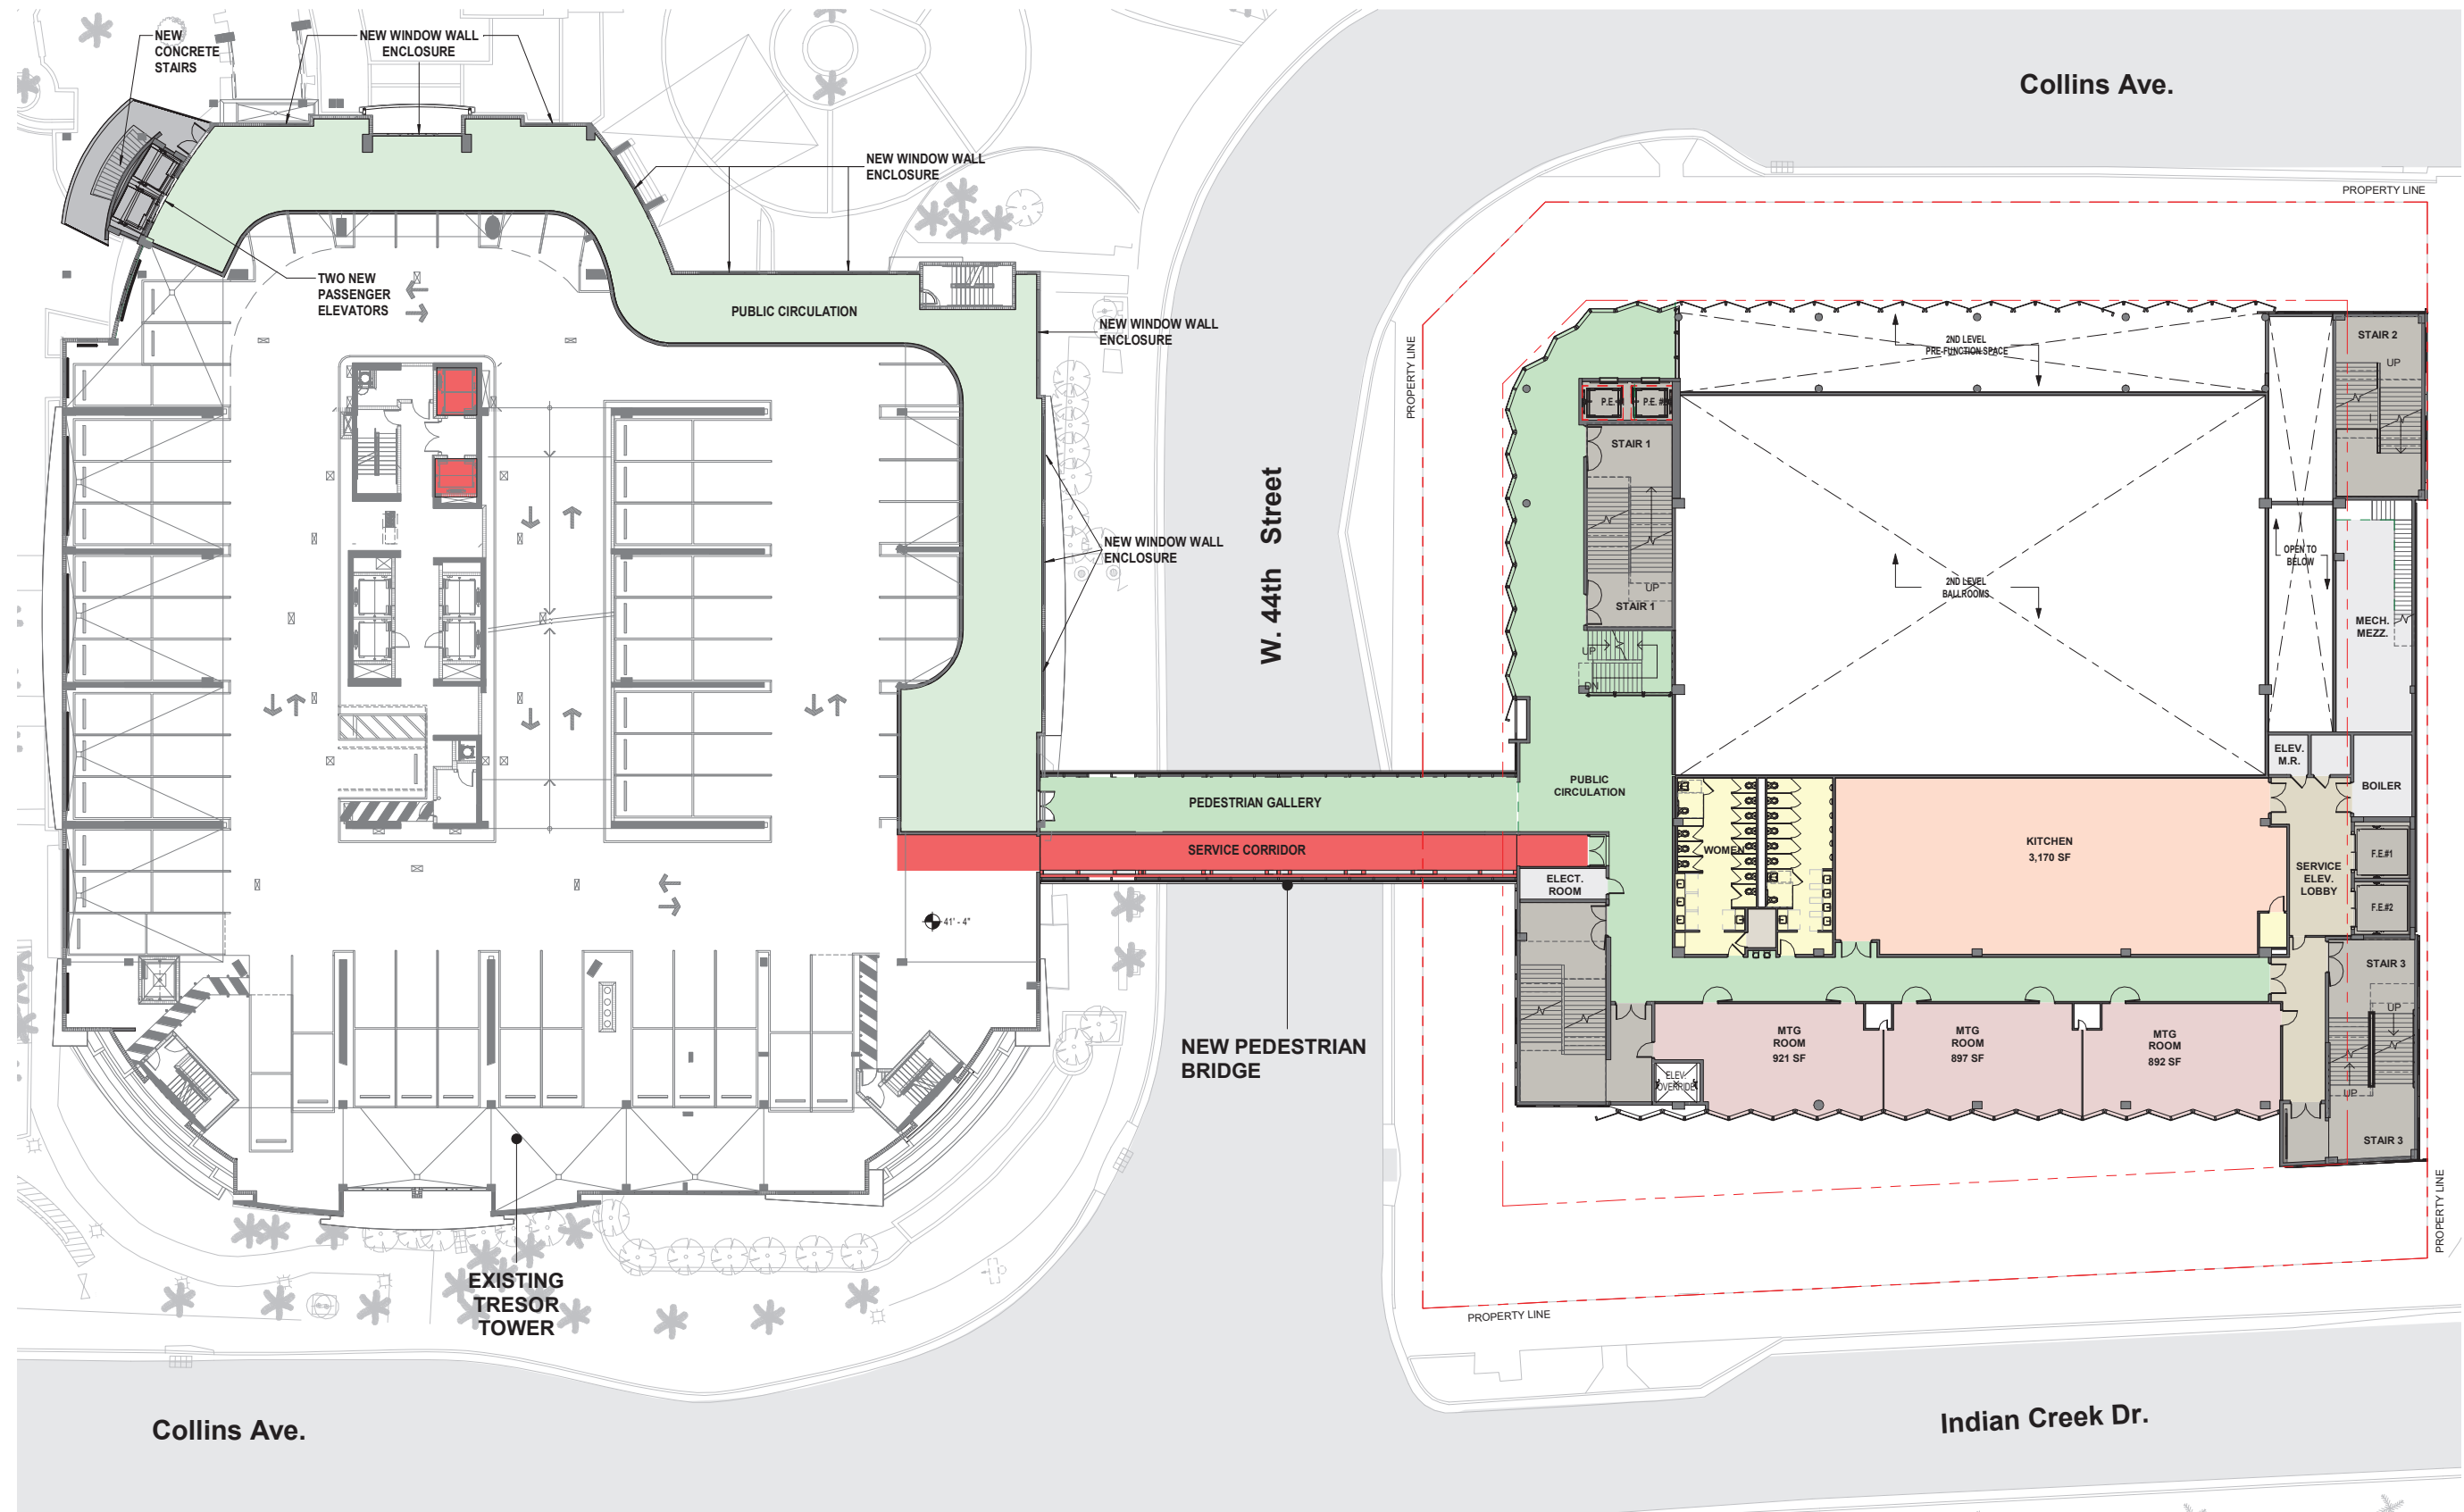 NEW
CONCRETE
STAIRS
NEW WINDOW WALL
ENCLOSURE
Collins Ave.
NEW WINDOW WALL
ENCLOSURE
PROPERTY LINE
TWO NEW
PASSENGER
ELEVATORS
PUBLIC CIRCULATION
NEW WINDOW WALL
ENCLOSURE
PROPERTY LINE
2ND LEVEL
PRE-FUNCTION SPACE
STAIR 2
UP
P.E.
P.E. #
STAIR 1
W. 44th Street
NEW WINDOW WALL
ENCLOSURE
OPEN TO
BELOW
2ND LEVEL
BALLROOMS
UP
STAIR 1
MECH.
MEZZ.
UP
DN
ELEV.
M.R.
BOILER
PUBLIC
CIRCULATION
PEDESTRIAN GALLERY
SERVICE CORRIDOR
WOMEN
KITCHEN
3,170 SF
F.E.#1
SERVICE
ELEV.
LOBBY
ELECT.
ROOM
F.E.#2
41' - 4"
STAIR 3
UP
NEW PEDESTRIAN
BRIDGE
MTG
ROOM
921 SF
MTG
ROOM
897 SF
MTG
ROOM
892 SF
ELEV.
OVERRIDE
UP
STAIR 3
PROPERTY LINE
EXISTING
TRESOR
TOWER
PROPERTY LINE
Collins Ave.
Indian Creek Dr.